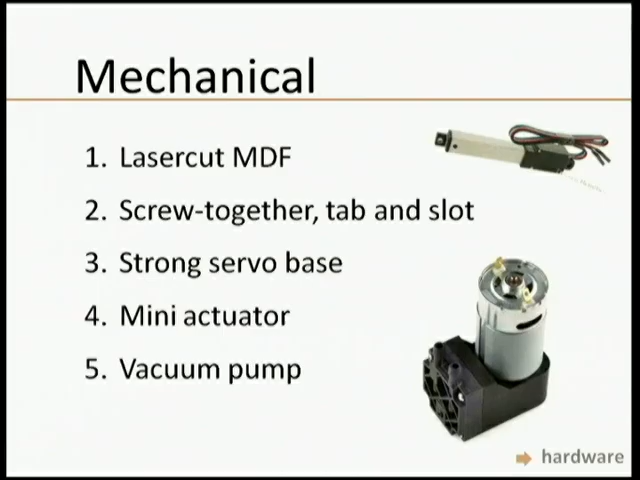 Mechanical
1. Lasercut MDF
2. Screw-together, tab and slot
3. Strong servo base
4. Mini actuator
5. Vacuum pump
hardware